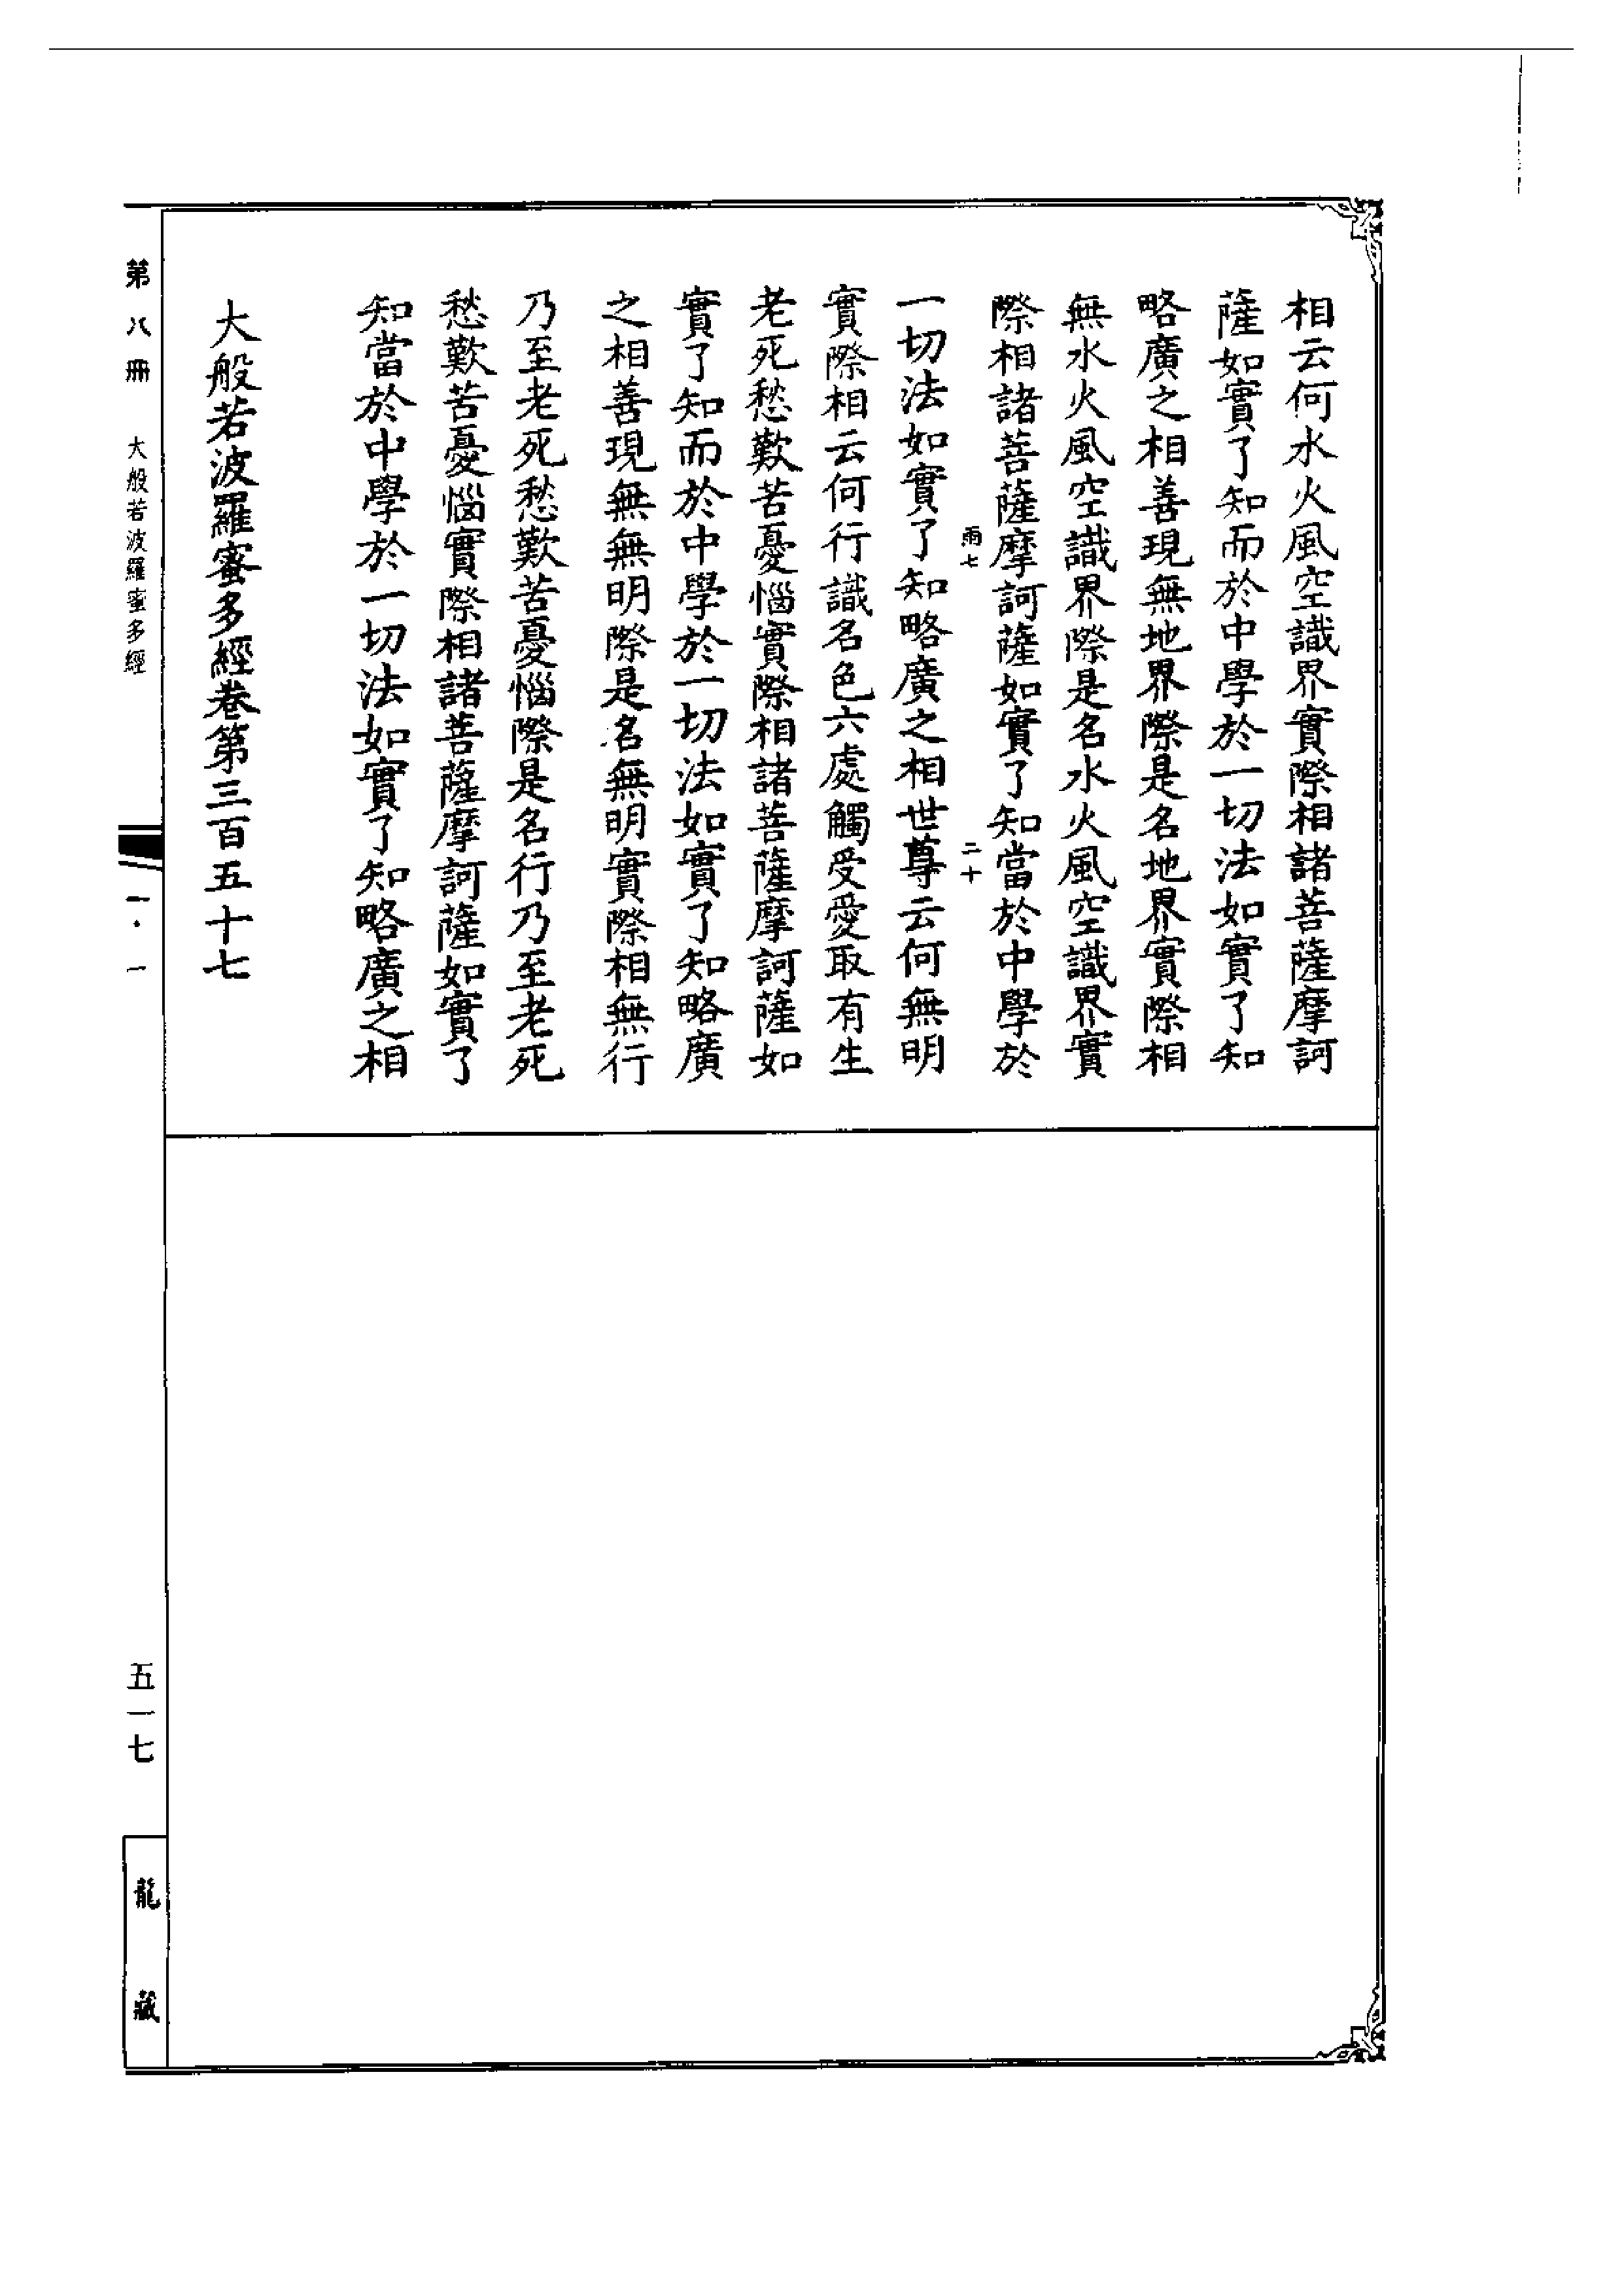 相云何水火風空識界實際相諸菩薩摩訶
薩如實了知而於中學於一切法如實了知
略廣之相善現無地界際是名地界實際相
無水火風空識界際是名水火風空識界實
際相諸菩薩摩訶薩如實了知當於中學於
雨七 二十
一切法如實了知略廣之相世尊云何無明
實際相云何行識名色六處觸受愛取有生
老死愁歎苦憂惱實際相諸菩薩摩訶薩如
實了知而於中學於一切法如實了知略廣
之相善現無無明際是名無明實際相無行
乃至老死愁歎苦憂惱際是名行乃至老死
愁歎苦憂惱實際相諸菩薩摩訶薩如實了
知當於中學於一切法如實了知略廣之相
大般若波羅蜜多經卷第三百五十七
第八冊 大般若波羅蜜多經 一·一 五一七
龍藏